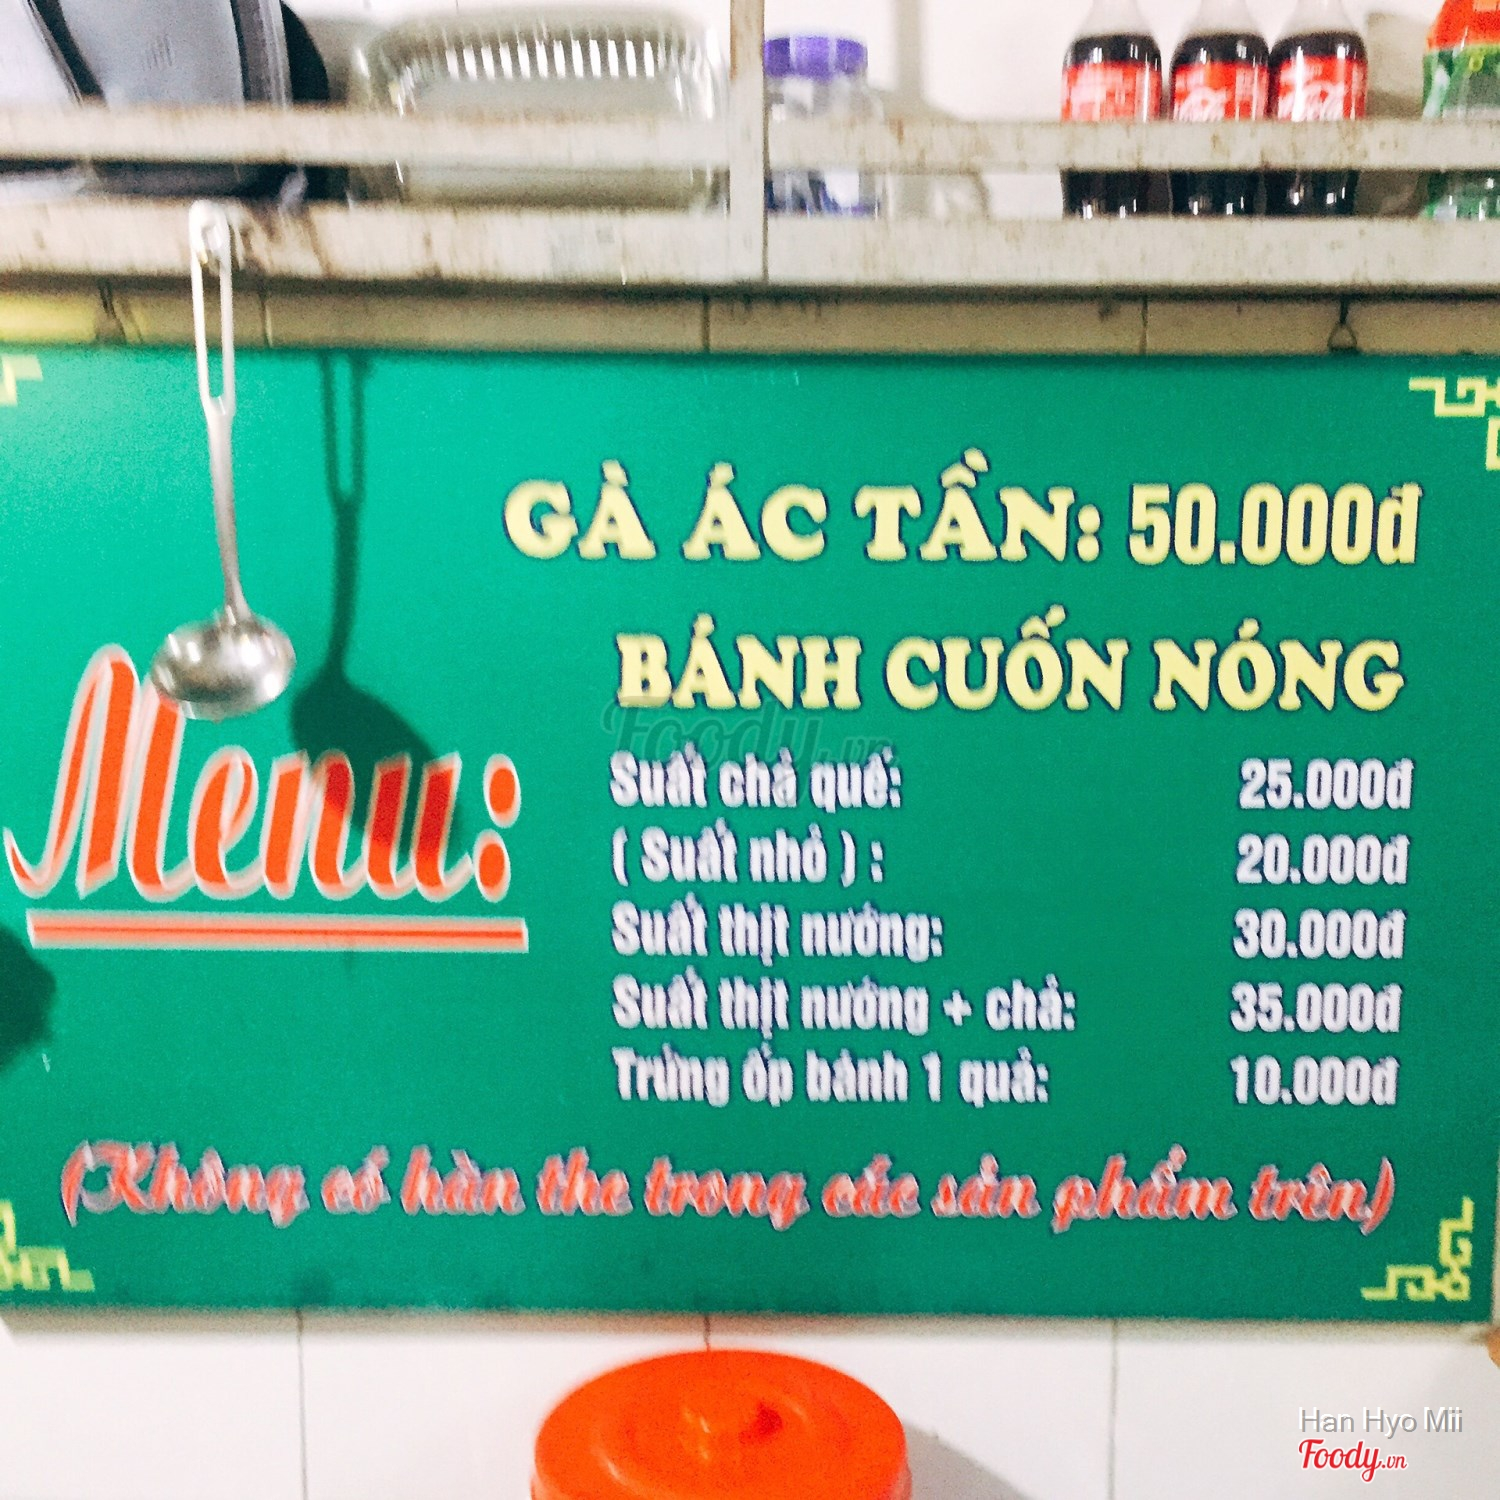 GÀ ÁC TẦN: 50.000đ
BÁNH CUỐN NÓNG
Menu:
Suất chả quế: 25.000đ
( Suất nhỏ ) : 20.000đ
Suất thịt nướng: 30.000đ
Suất thịt nướng + chả: 35.000đ
Trứng ốp bánh 1 quả: 10.000đ
(Không có hàn the trong các sản phẩm trên)
Foody.vn
Han Hyo Mii
Foody.vn